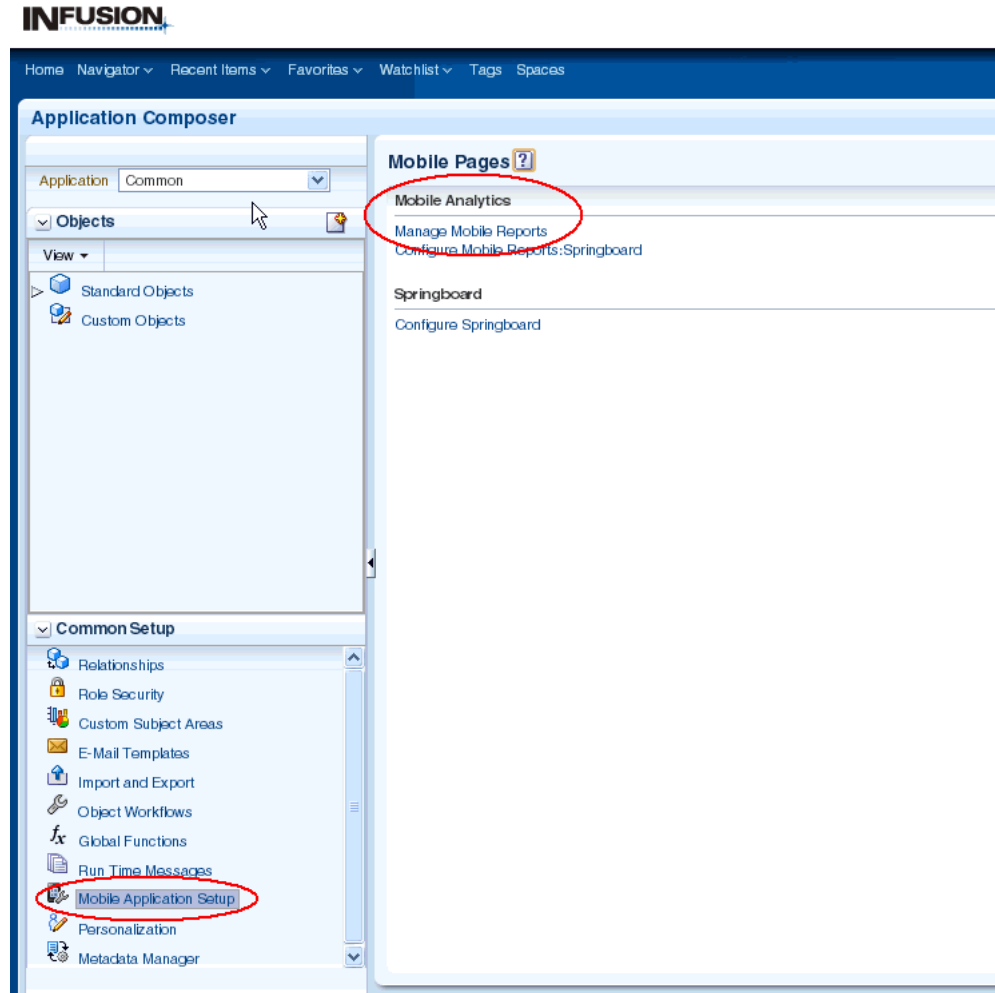 INFUSION
Home Navigator Recent Items Favorites Watchlist Tags Spaces
Application Composer
Application Common
Objects
View
Standard Objects
Custom Objects
Common Setup
Relationships
Role Security
Custom Subject Areas
E-Mail Templates
Import and Export
Object Workflows
fx Global Functions
Run Time Messages
Mobile Application Setup
Personalization
Metadata Manager
Mobile Pages ?
Mobile Analytics
Manage Mobile Reports
Configure Mobile Reports:Springboard
Springboard
Configure Springboard